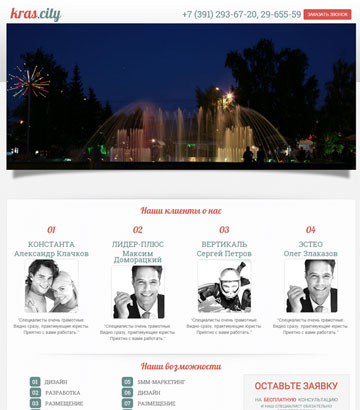 kras.city
+7 (391) 293-67-20, 29-655-59
ЗАКАЗАТЬ ЗВОНОК
Наши клиенты о нас
01
КОНСТАНТА
Александр Клачков
"Специалисты очень грамотные.
Видно сразу, практикующие юристы.
Приятно с вами работать."
02
ЛИДЕР-ПЛЮС
Максим
Доморацкий
"Специалисты очень грамотные.
Видно сразу, практикующие юристы.
Приятно с вами работать."
03
ВЕРТИКАЛЬ
Сергей Петров
"Специалисты очень грамотные.
Видно сразу, практикующие юристы.
Приятно с вами работать."
04
ЭСТЕО
Олег Злаказов
"Специалисты очень грамотные.
Видно сразу, практикующие юристы.
Приятно с вами работать."
Наши возможности
01 ДИЗАЙН
02 РАЗРАБОТКА
03 РАЗМЕЩЕНИЕ
05 SMM-МАРКЕТИНГ
06 ДИЗАЙН
07 РАЗМЕЩЕНИЕ
ОСТАВЬТЕ ЗАЯВКУ
НА БЕСПЛАТНУЮ КОНСУЛЬТАЦИЮ
И НАШ СПЕЦИАЛИСТ ОБЯЗАТЕЛЬНО